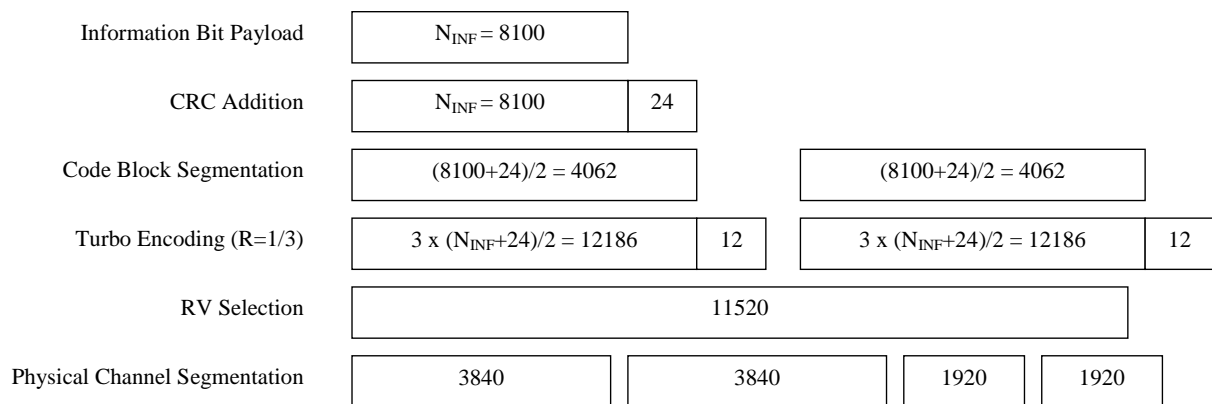 Information Bit Payload N_INF = 8100
CRC Addition N_INF = 8100 24
Code Block Segmentation (8100+24)/2 = 4062 (8100+24)/2 = 4062
Turbo Encoding (R=1/3) 3 x (N_INF+24)/2 = 12186 12 3 x (N_INF+24)/2 = 12186 12
RV Selection 11520
Physical Channel Segmentation 3840 3840 1920 1920